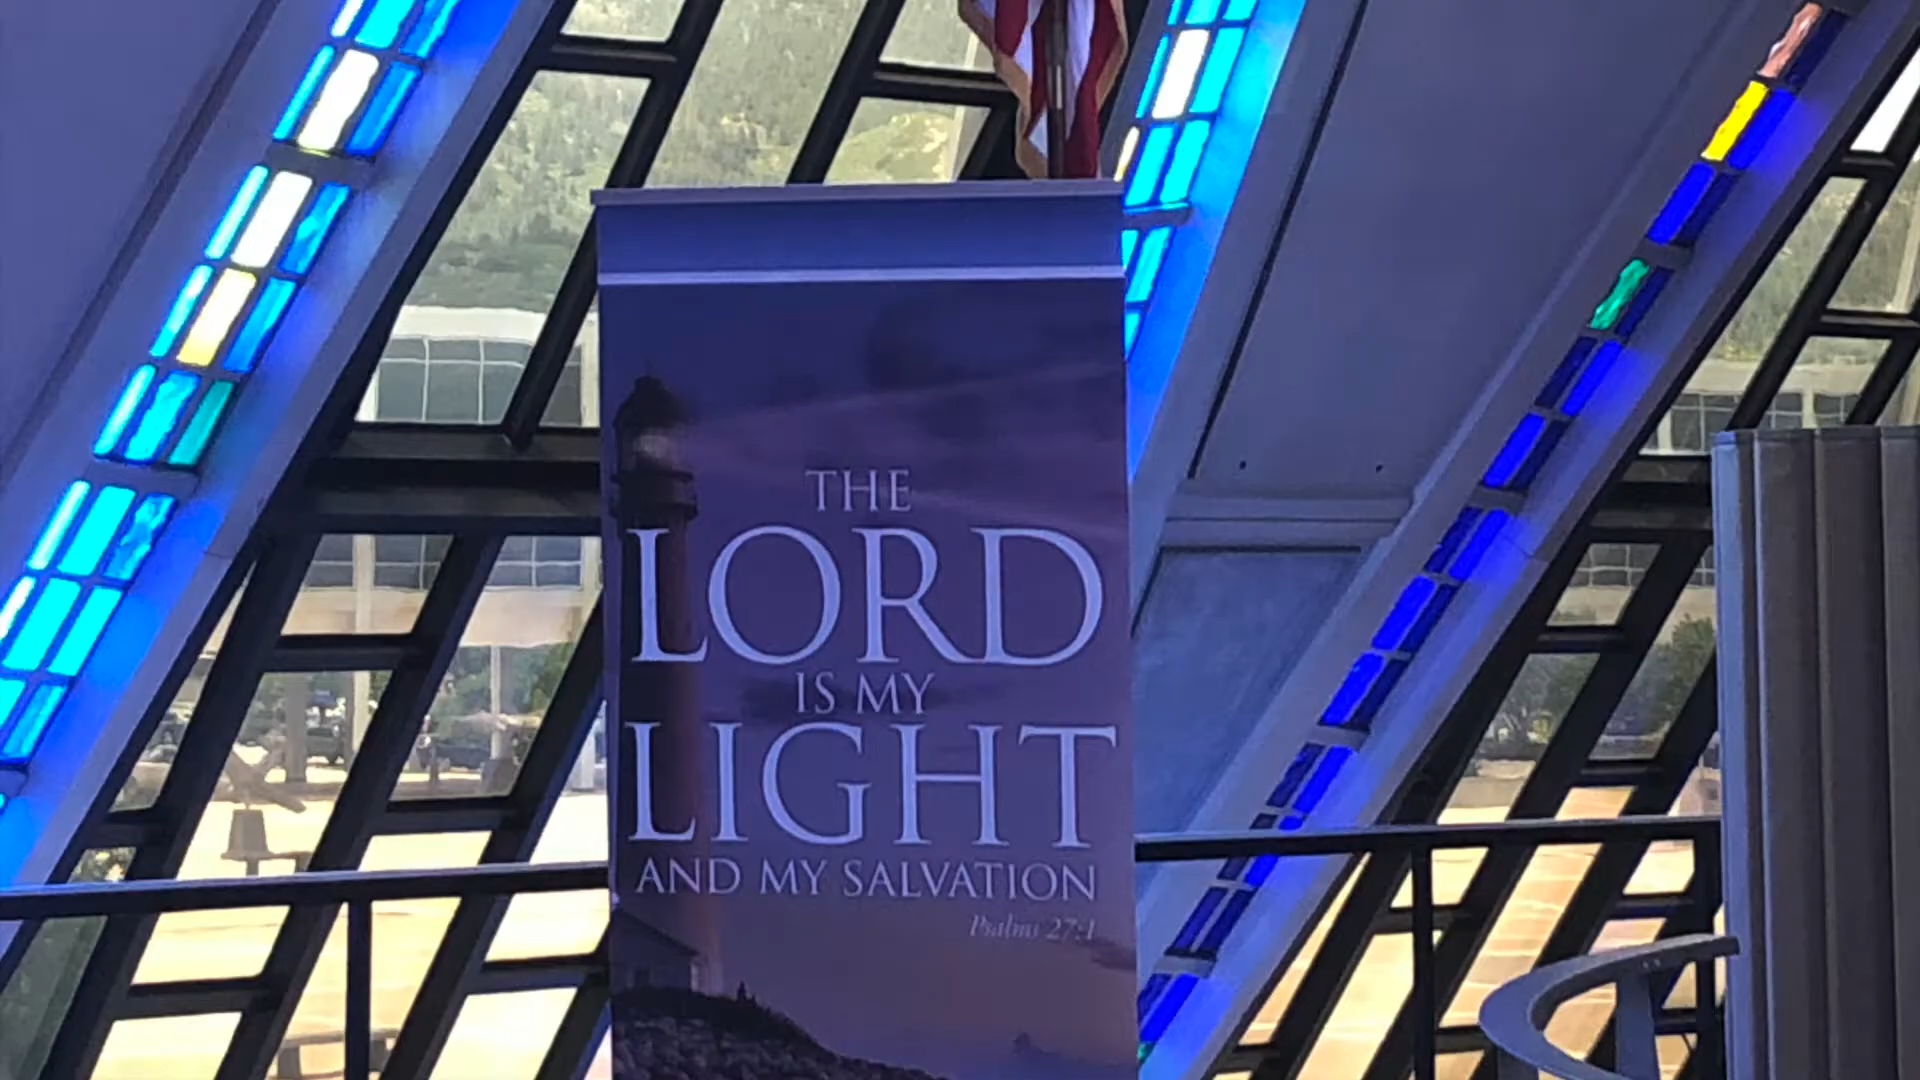 THE
LORD
IS MY
LIGHT
AND MY SALVATION
Psalms 27:1